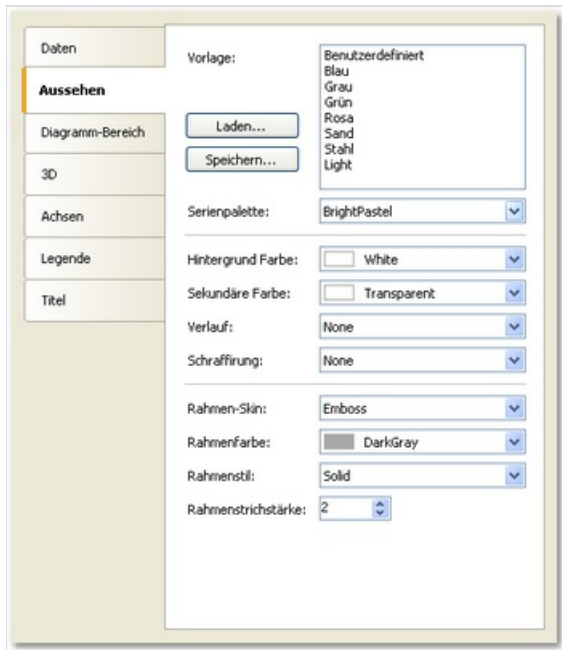 Daten
Aussehen
Diagramm-Bereich
3D
Achsen
Legende
Titel
Vorlage:
Benutzerdefiniert
Blau
Grau
Grün
Rosa
Sand
Stahl
Light
Laden...
Speichern...
Serienpalette: BrightPastel
Hintergrund Farbe: White
Sekundäre Farbe: Transparent
Verlauf: None
Schraffirung: None
Rahmen-Skin: Emboss
Rahmenfarbe: DarkGray
Rahmenstil: Solid
Rahmenstrichstärke: 2